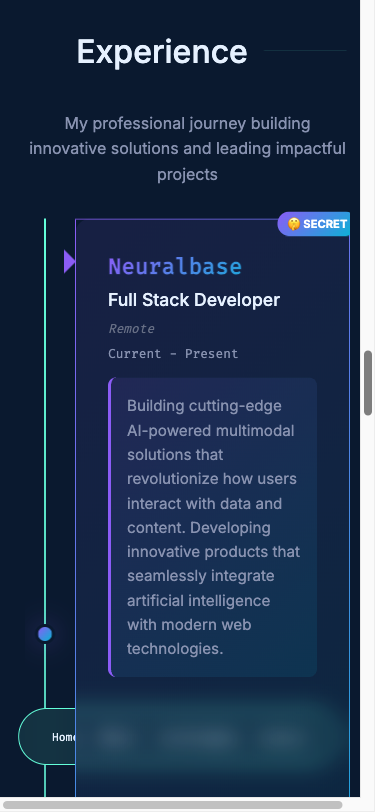 Experience
My professional journey building
innovative solutions and leading impactful
projects
SECRET
Neuralbase
Full Stack Developer
Remote
Current - Present
Building cutting-edge
AI-powered multimodal
solutions that
revolutionize how users
interact with data and
content. Developing
innovative products that
seamlessly integrate
artificial intelligence
with modern web
technologies.
Home